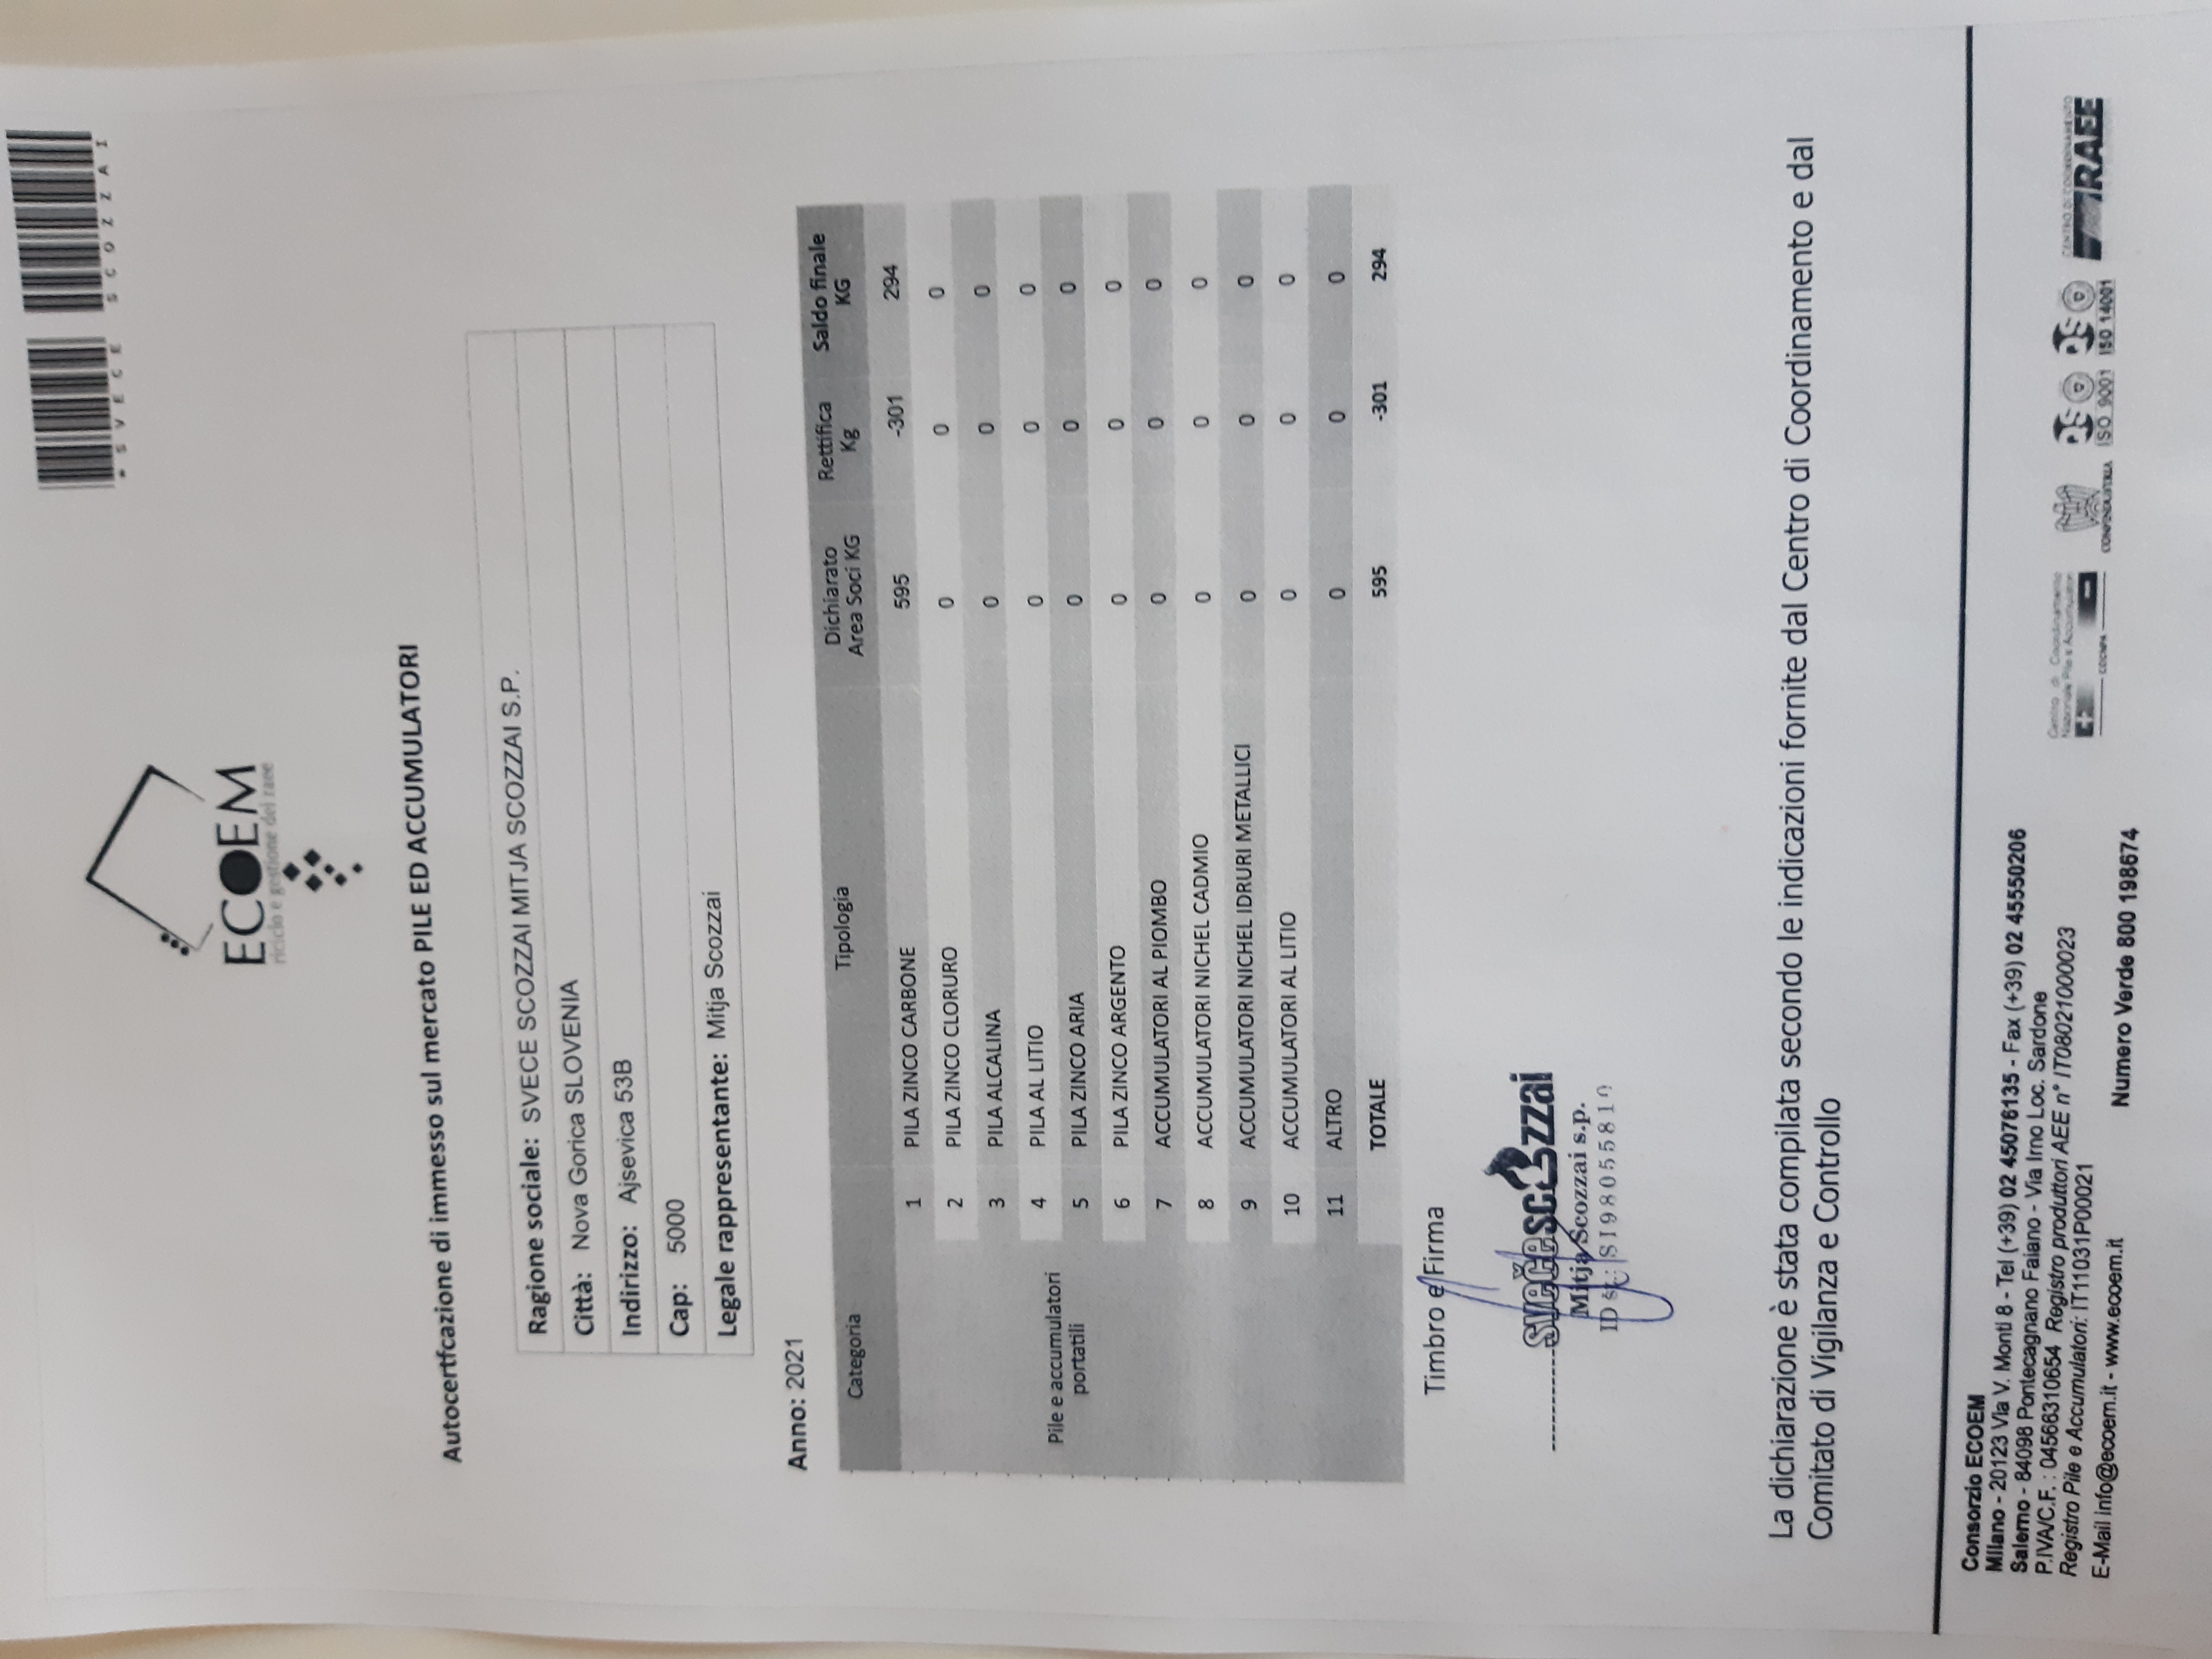 * S V E C E   S C O Z Z A I
ECOEM
riciclo e gestione dei raee
Autocertfcazione di immesso sul mercato PILE ED ACCUMULATORI
Ragione sociale: SVECE SCOZZAI MITJA SCOZZAI S.P.
Città: Nova Gorica SLOVENIA
Indirizzo: Ajsevica 53B
Cap: 5000
Legale rappresentante: Mitja Scozzai
Anno: 2021
Categoria Tipologia Dichiarato Area Soci KG Rettifica Kg Saldo finale KG
Pile e accumulatori portatili
1 PILA ZINCO CARBONE 595 -301 294
2 PILA ZINCO CLORURO 0 0 0
3 PILA ALCALINA 0 0 0
4 PILA AL LITIO 0 0 0
5 PILA ZINCO ARIA 0 0 0
6 PILA ZINCO ARGENTO 0 0 0
7 ACCUMULATORI AL PIOMBO 0 0 0
8 ACCUMULATORI NICHEL CADMIO 0 0 0
9 ACCUMULATORI NICHEL IDRURI METALLICI 0 0 0
10 ACCUMULATORI AL LITIO 0 0 0
11 ALTRO 0 0 0
TOTALE 595 -301 294
Timbro e Firma
svečescozzai
Mitja Scozzai s.p.
ID št.: SI98055810
La dichiarazione è stata compilata secondo le indicazioni fornite dal Centro di Coordinamento e dal
Comitato di Vigilanza e Controllo
Consorzio ECOEM
Milano - 20123 Via V. Monti 8 - Tel (+39) 02 45076135 - Fax (+39) 02 45550206
Salerno - 84098 Pontecagnano Faiano - Via Irno Loc. Sardone
P.IVA/C.F. : 04566310654 Registro produttori AEE n° IT08021000023
Registro Pile e Accumulatori: IT11031P00021
E-Mail info@ecoem.it - www.ecoem.it Numero Verde 800 198674
Centro di Coordinamento
Nazionale Pile e Accumulatori
CDCNPA
CONFINDUSTRIA
ISO 9001
ISO 14001
CENTRO DI COORDINAMENTO
RAEE